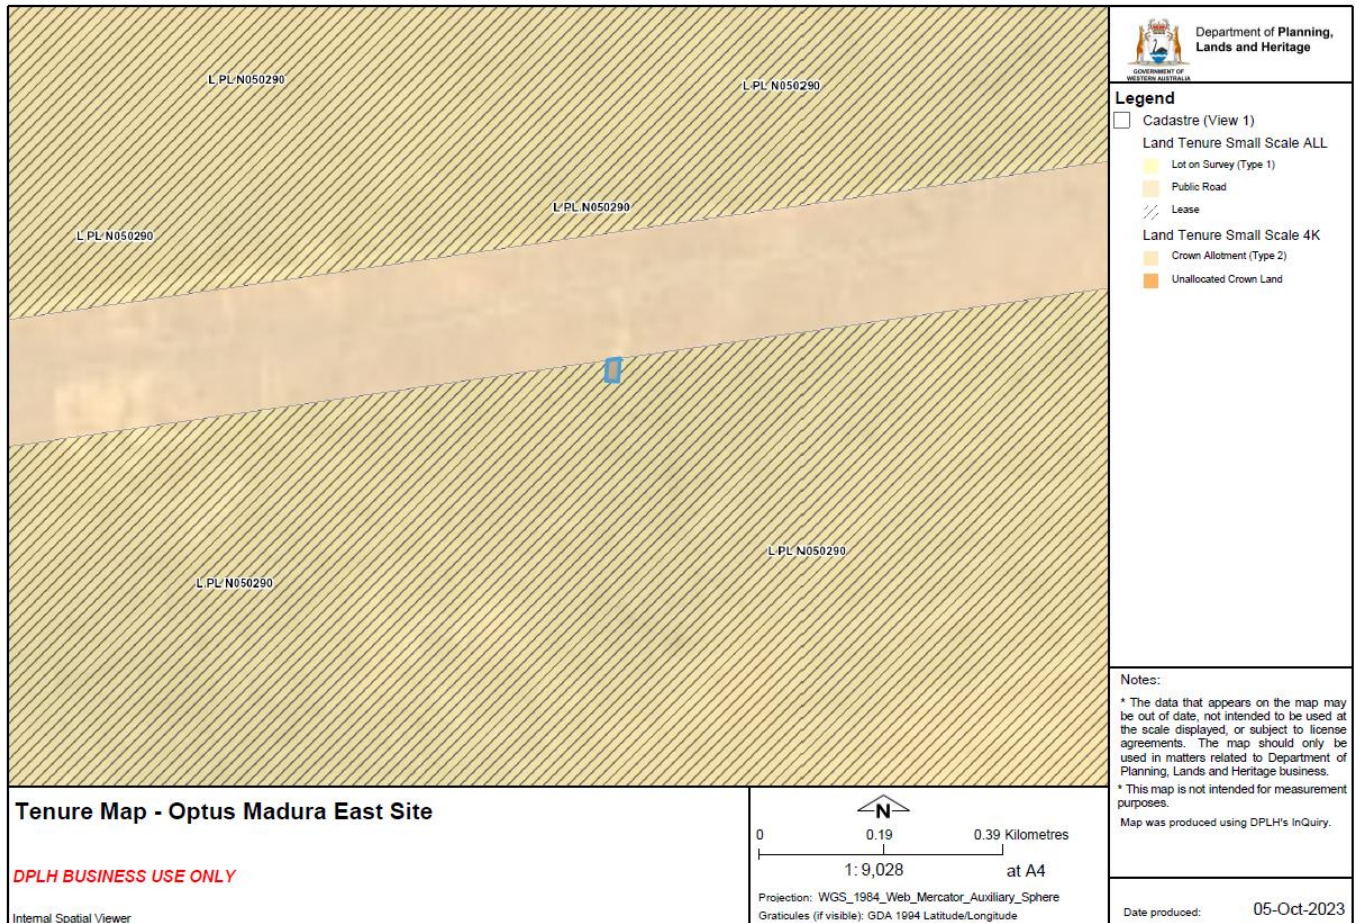 L PL N050290
L PL N050290
L PL N050290
L PL N050290
L PL N050290
L PL N050290
Department of Planning,
Lands and Heritage
GOVERNMENT OF
WESTERN AUSTRALIA
Legend
Cadastre (View 1)
Land Tenure Small Scale ALL
Lot on Survey (Type 1)
Public Road
Lease
Land Tenure Small Scale 4K
Crown Allotment (Type 2)
Unallocated Crown Land
Notes:
* The data that appears on the map may
be out of date, not intended to be used at
the scale displayed, or subject to license
agreements. The map should only be
used in matters related to Department of
Planning, Lands and Heritage business.
* This map is not intended for measurement
purposes.
Map was produced using DPLH's InQuiry.
Tenure Map - Optus Madura East Site
DPLH BUSINESS USE ONLY
Internal Spatial Viewer
N
0 0.19 0.39 Kilometres
1: 9,028 at A4
Projection: WGS_1984_Web_Mercator_Auxiliary_Sphere
Graticules (if visible): GDA 1994 Latitude/Longitude
Date produced: 05-Oct-2023